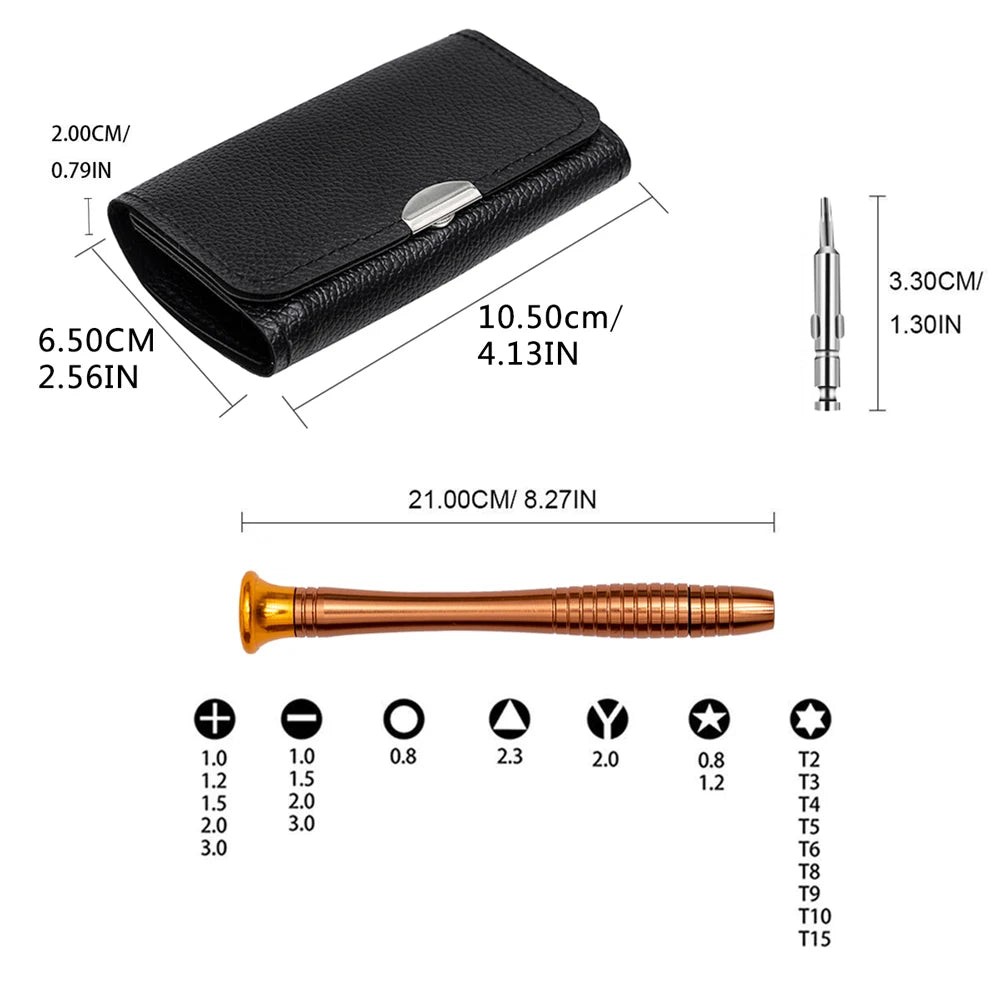 2.00CM/
0.79IN
6.50CM
2.56IN
10.50cm/
4.13IN
3.30CM/
1.30IN
21.00CM/ 8.27IN
1.0
1.2
1.5
2.0
3.0
1.0
1.5
2.0
3.0
0.8
2.3
2.0
0.8
1.2
T2
T3
T4
T5
T6
T8
T9
T10
T15